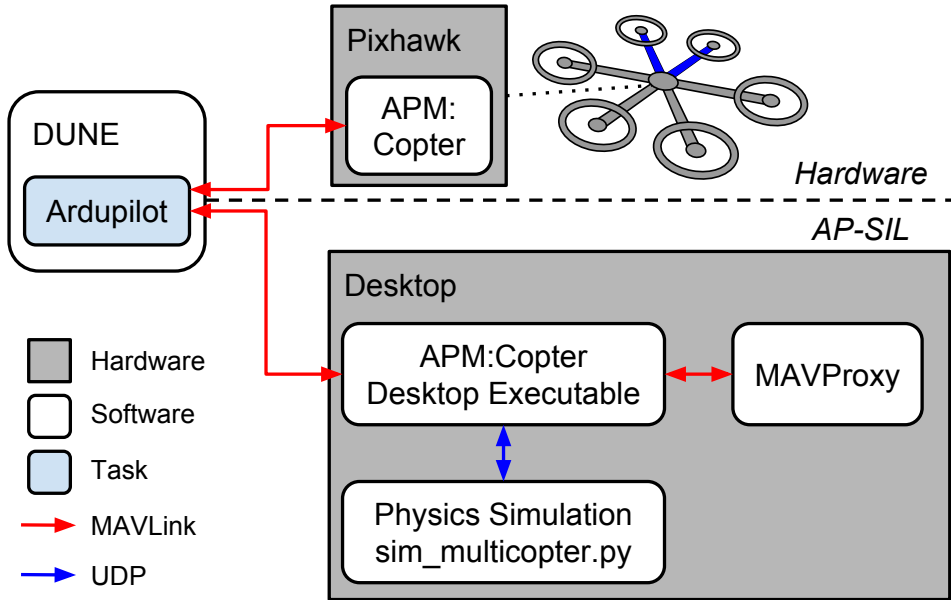 Pixhawk
APM:
Copter
DUNE
Ardupilot
Hardware
AP-SIL
Desktop
APM:Copter
Desktop Executable
MAVProxy
Physics Simulation
sim_multicopter.py
Hardware
Software
Task
MAVLink
UDP